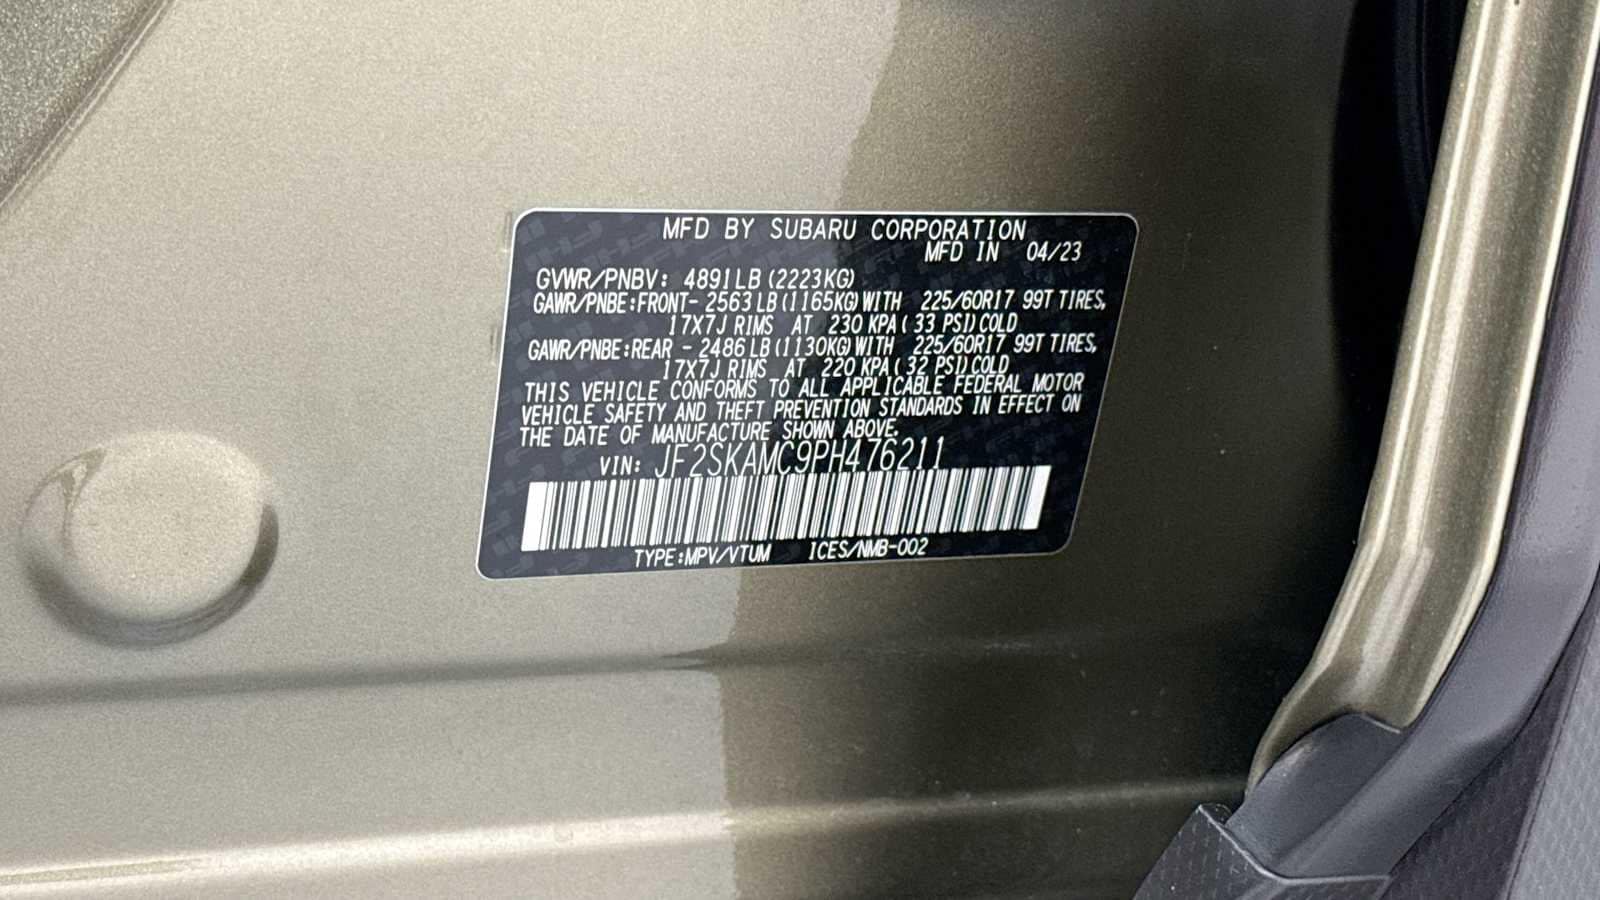 MFD BY SUBARU CORPORATION
MFD IN 04/23
GVWR/PNBV: 4891LB(2223KG)
GAWR/PNBE:FRONT- 2563LB(1165KG)WITH 225/60R17 99T TIRES,
17X7J RIMS AT 230 KPA( 33 PSI)COLD
GAWR/PNBE:REAR - 2486LB(1130KG)WITH 225/60R17 99T TIRES,
17X7J RIMS AT 220 KPA( 32 PSI)COLD
THIS VEHICLE CONFORMS TO ALL APPLICABLE FEDERAL MOTOR
VEHICLE SAFETY AND THEFT PREVENTION STANDARDS IN EFFECT ON
THE DATE OF MANUFACTURE SHOWN ABOVE.
VIN: JF2SKAMC9PH476211
TYPE:MPV/VTUM ICES/NMB-002